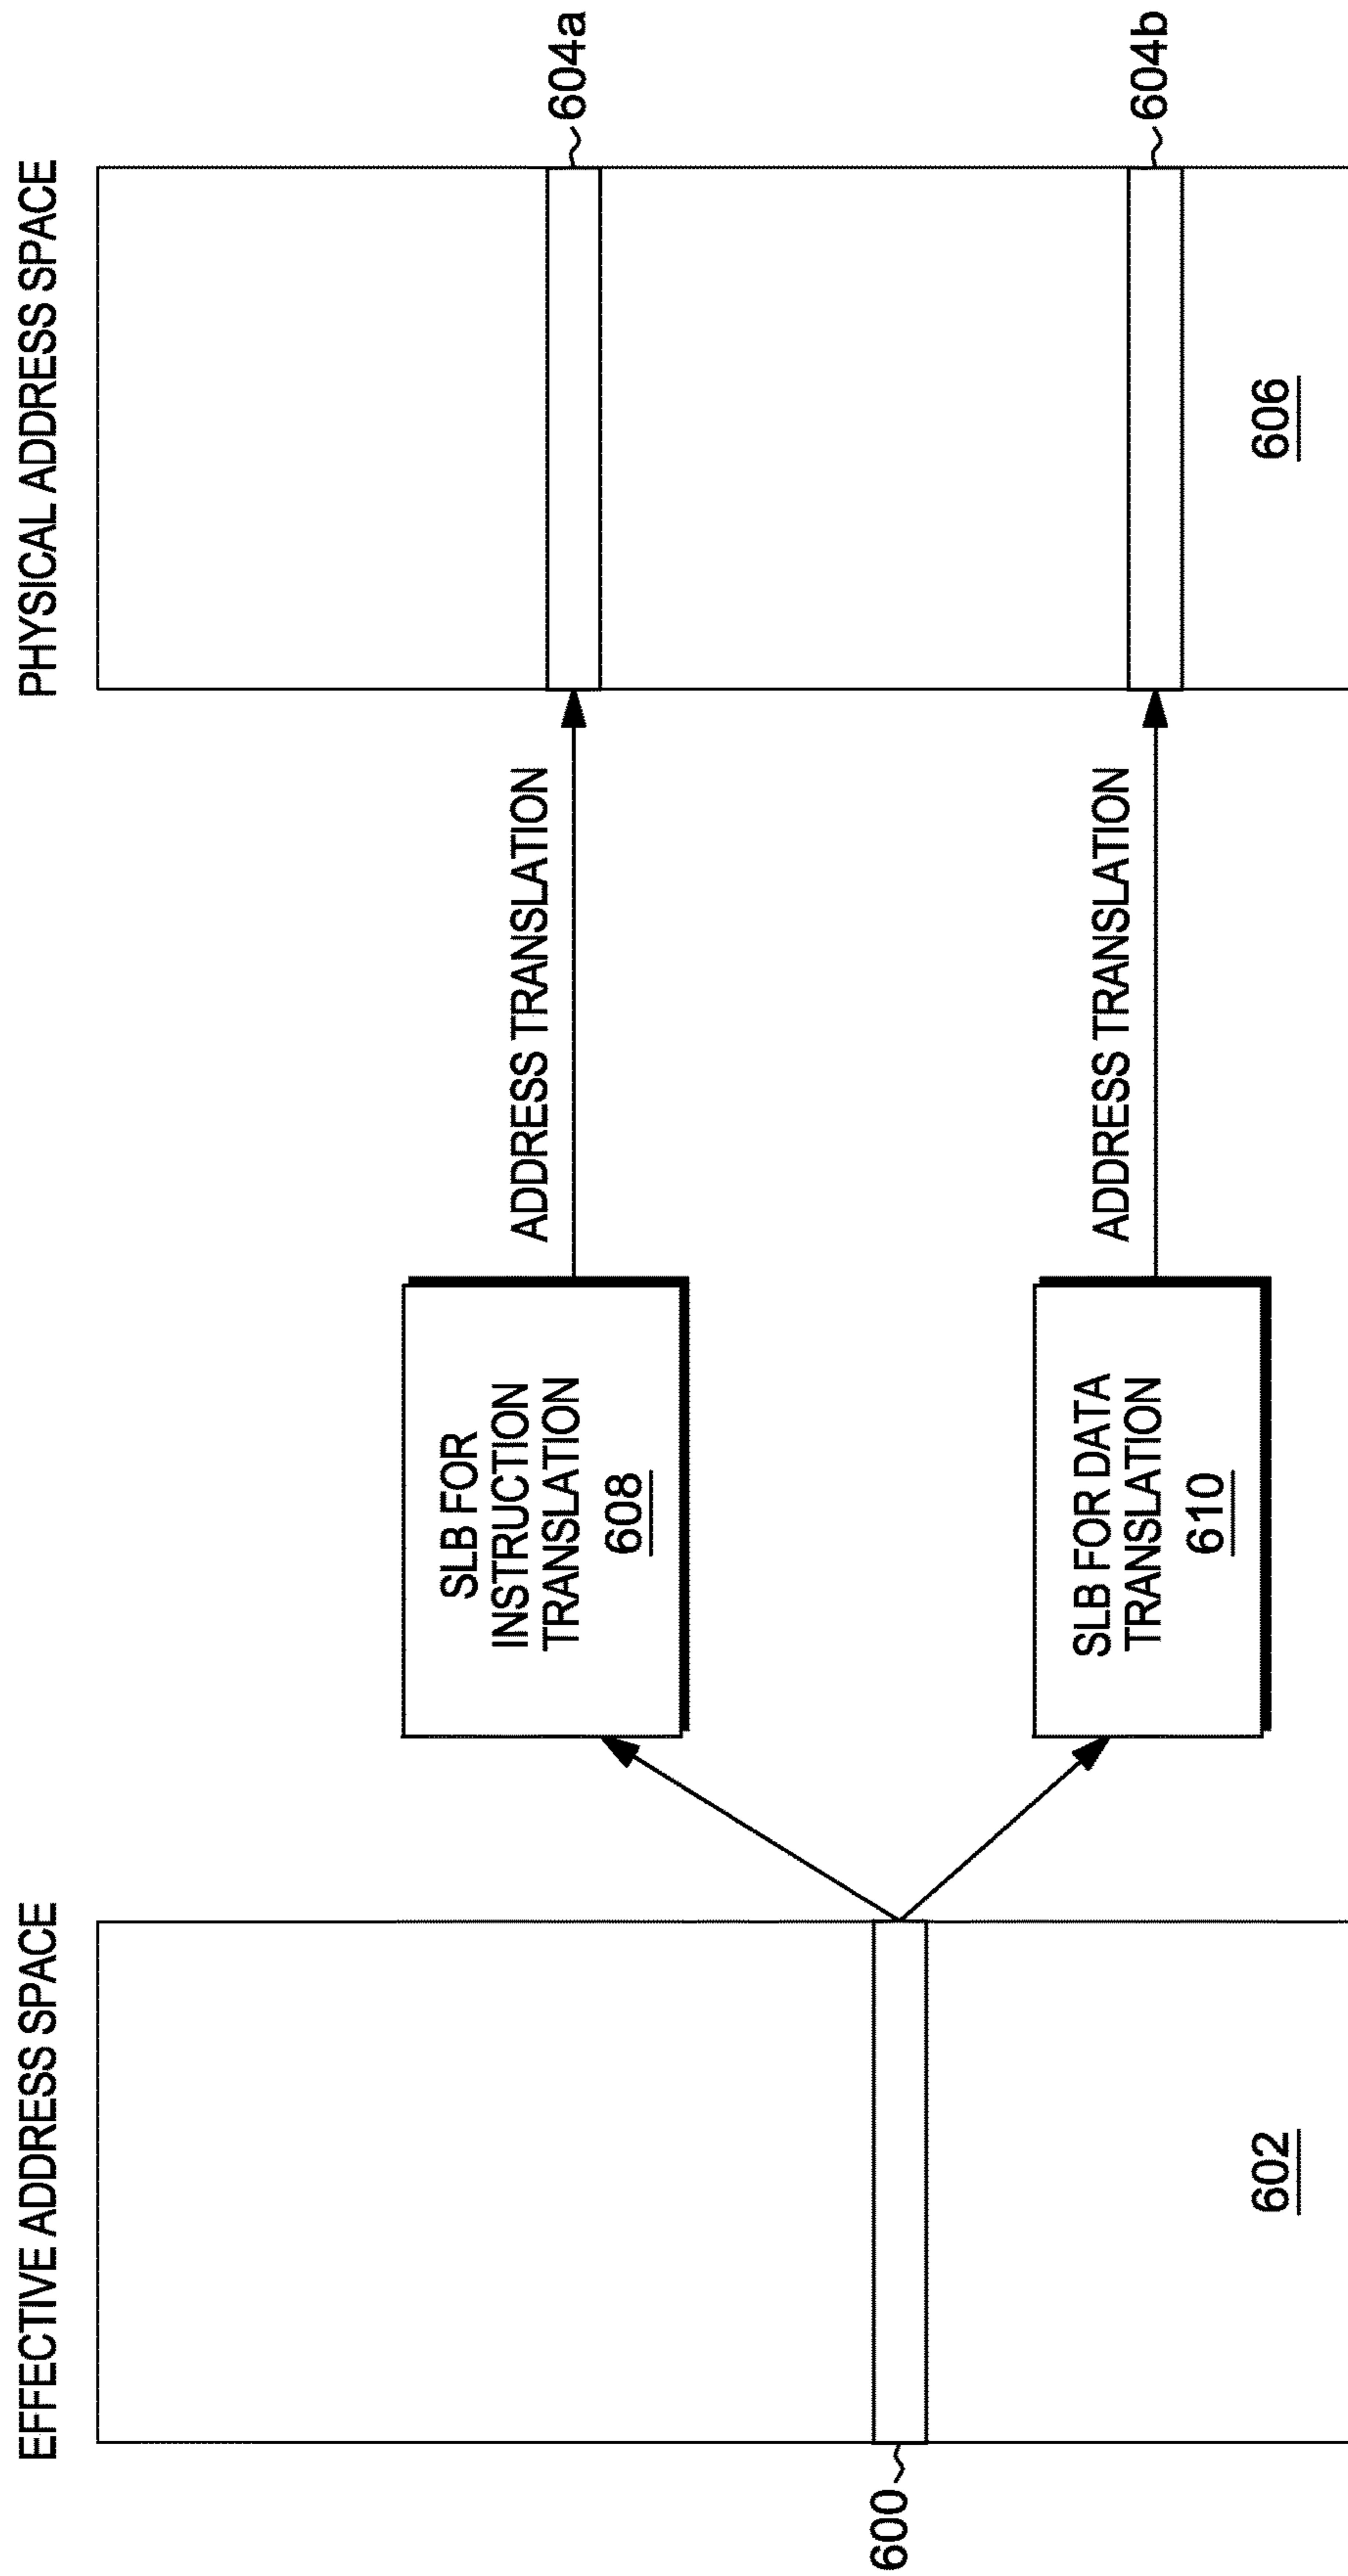 EFFECTIVE ADDRESS SPACE
PHYSICAL ADDRESS SPACE
SLB FOR
INSTRUCTION
TRANSLATION
608
ADDRESS TRANSLATION
604a
600
SLB FOR DATA
TRANSLATION
610
ADDRESS TRANSLATION
604b
602
606